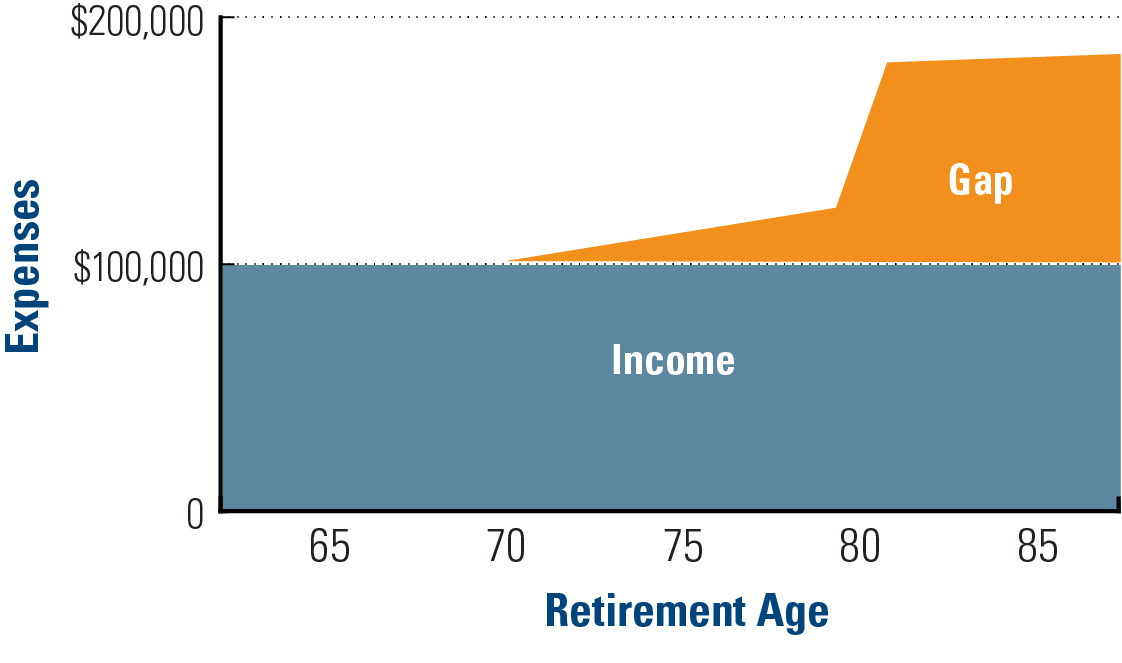 $200,000
Gap
$100,000
Expenses
Income
0
65 70 75 80 85
Retirement Age